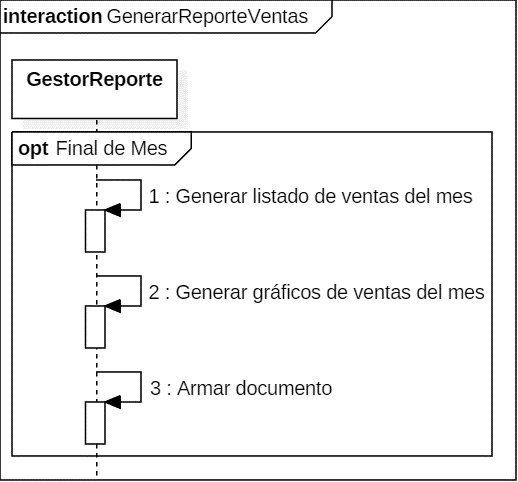 interaction GenerarReporteVentas
GestorReporte
opt Final de Mes
1 : Generar listado de ventas del mes
2 : Generar gráficos de ventas del mes
3 : Armar documento